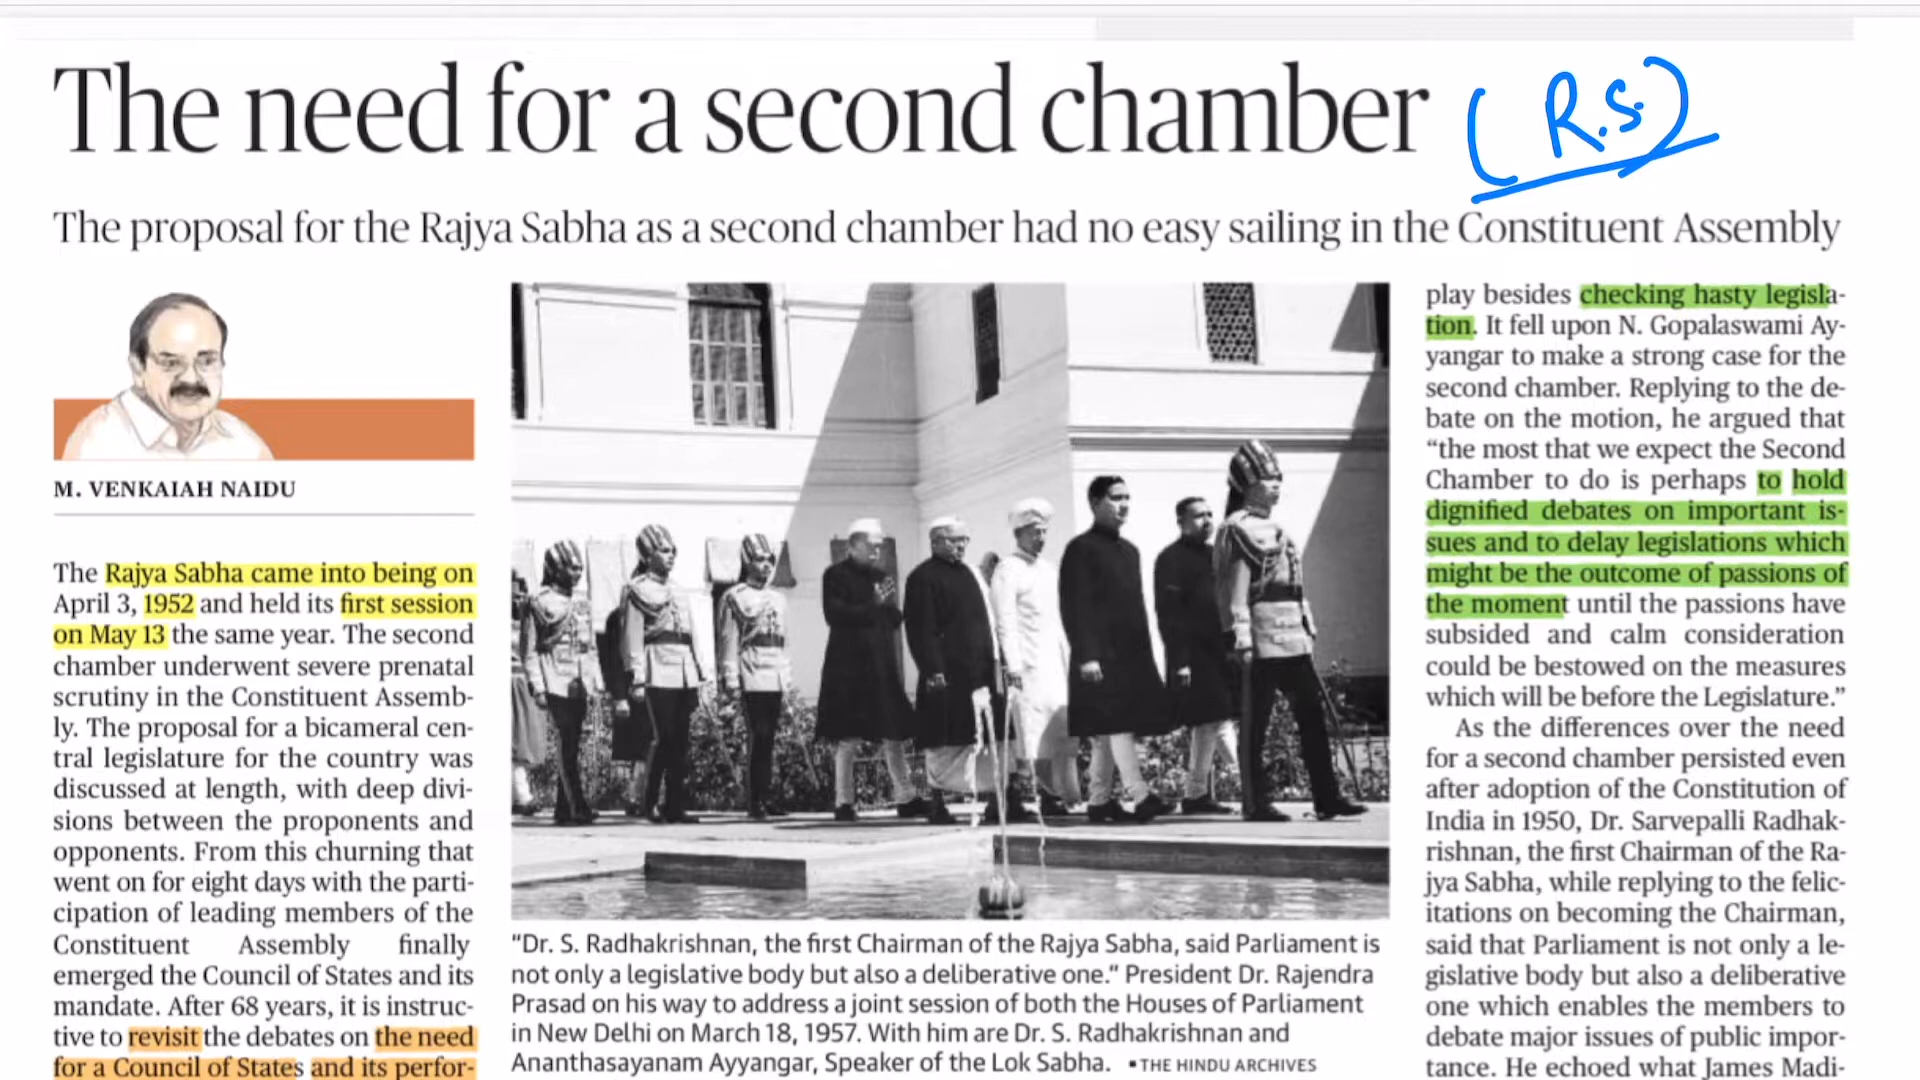 The need for a second chamber
(R.S.)
The proposal for the Rajya Sabha as a second chamber had no easy sailing in the Constituent Assembly
M. VENKAIAH NAIDU
The Rajya Sabha came into being on
April 3, 1952 and held its first session
on May 13 the same year. The second
chamber underwent severe prenatal
scrutiny in the Constituent Assemb-
ly. The proposal for a bicameral cen-
tral legislature for the country was
discussed at length, with deep divi-
sions between the proponents and
opponents. From this churning that
went on for eight days with the parti-
cipation of leading members of the
Constituent Assembly finally
emerged the Council of States and its
mandate. After 68 years, it is instruc-
tive to revisit the debates on the need
for a Council of States and its perfor-
"Dr. S. Radhakrishnan, the first Chairman of the Rajya Sabha, said Parliament is
not only a legislative body but also a deliberative one." President Dr. Rajendra
Prasad on his way to address a joint session of both the Houses of Parliament
in New Delhi on March 18, 1957. With him are Dr. S. Radhakrishnan and
Ananthasayanam Ayyangar, Speaker of the Lok Sabha. ▪THE HINDU ARCHIVES
play besides checking hasty legisla-
tion. It fell upon N. Gopalaswami Ay-
yangar to make a strong case for the
second chamber. Replying to the de-
bate on the motion, he argued that
“the most that we expect the Second
Chamber to do is perhaps to hold
dignified debates on important is-
sues and to delay legislations which
might be the outcome of passions of
the moment until the passions have
subsided and calm consideration
could be bestowed on the measures
which will be before the Legislature.”
As the differences over the need
for a second chamber persisted even
after adoption of the Constitution of
India in 1950, Dr. Sarvepalli Radhak-
rishnan, the first Chairman of the Ra-
jya Sabha, while replying to the felic-
itations on becoming the Chairman,
said that Parliament is not only a le-
gislative body but also a deliberative
one which enables the members to
debate major issues of public impor-
tance. He echoed what James Madi-